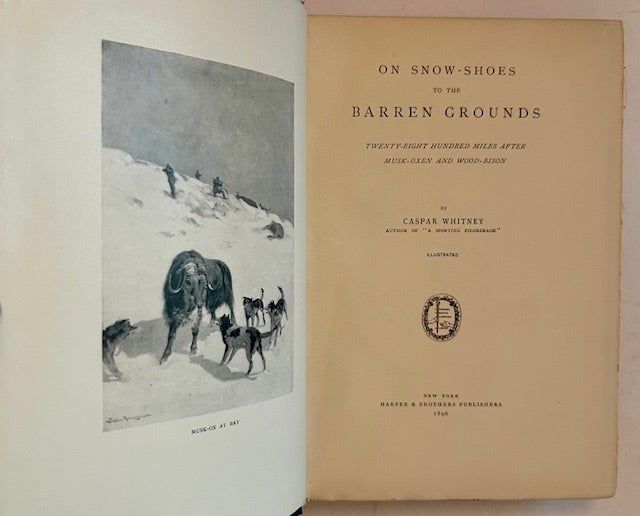 MUSK-OX AT BAY
ON SNOW-SHOES
TO THE
BARREN GROUNDS
TWENTY-EIGHT HUNDRED MILES AFTER
MUSK-OXEN AND WOOD-BISON
BY
CASPAR WHITNEY
AUTHOR OF "A SPORTING PILGRIMAGE"
ILLUSTRATED
NEW YORK
HARPER & BROTHERS PUBLISHERS
1896